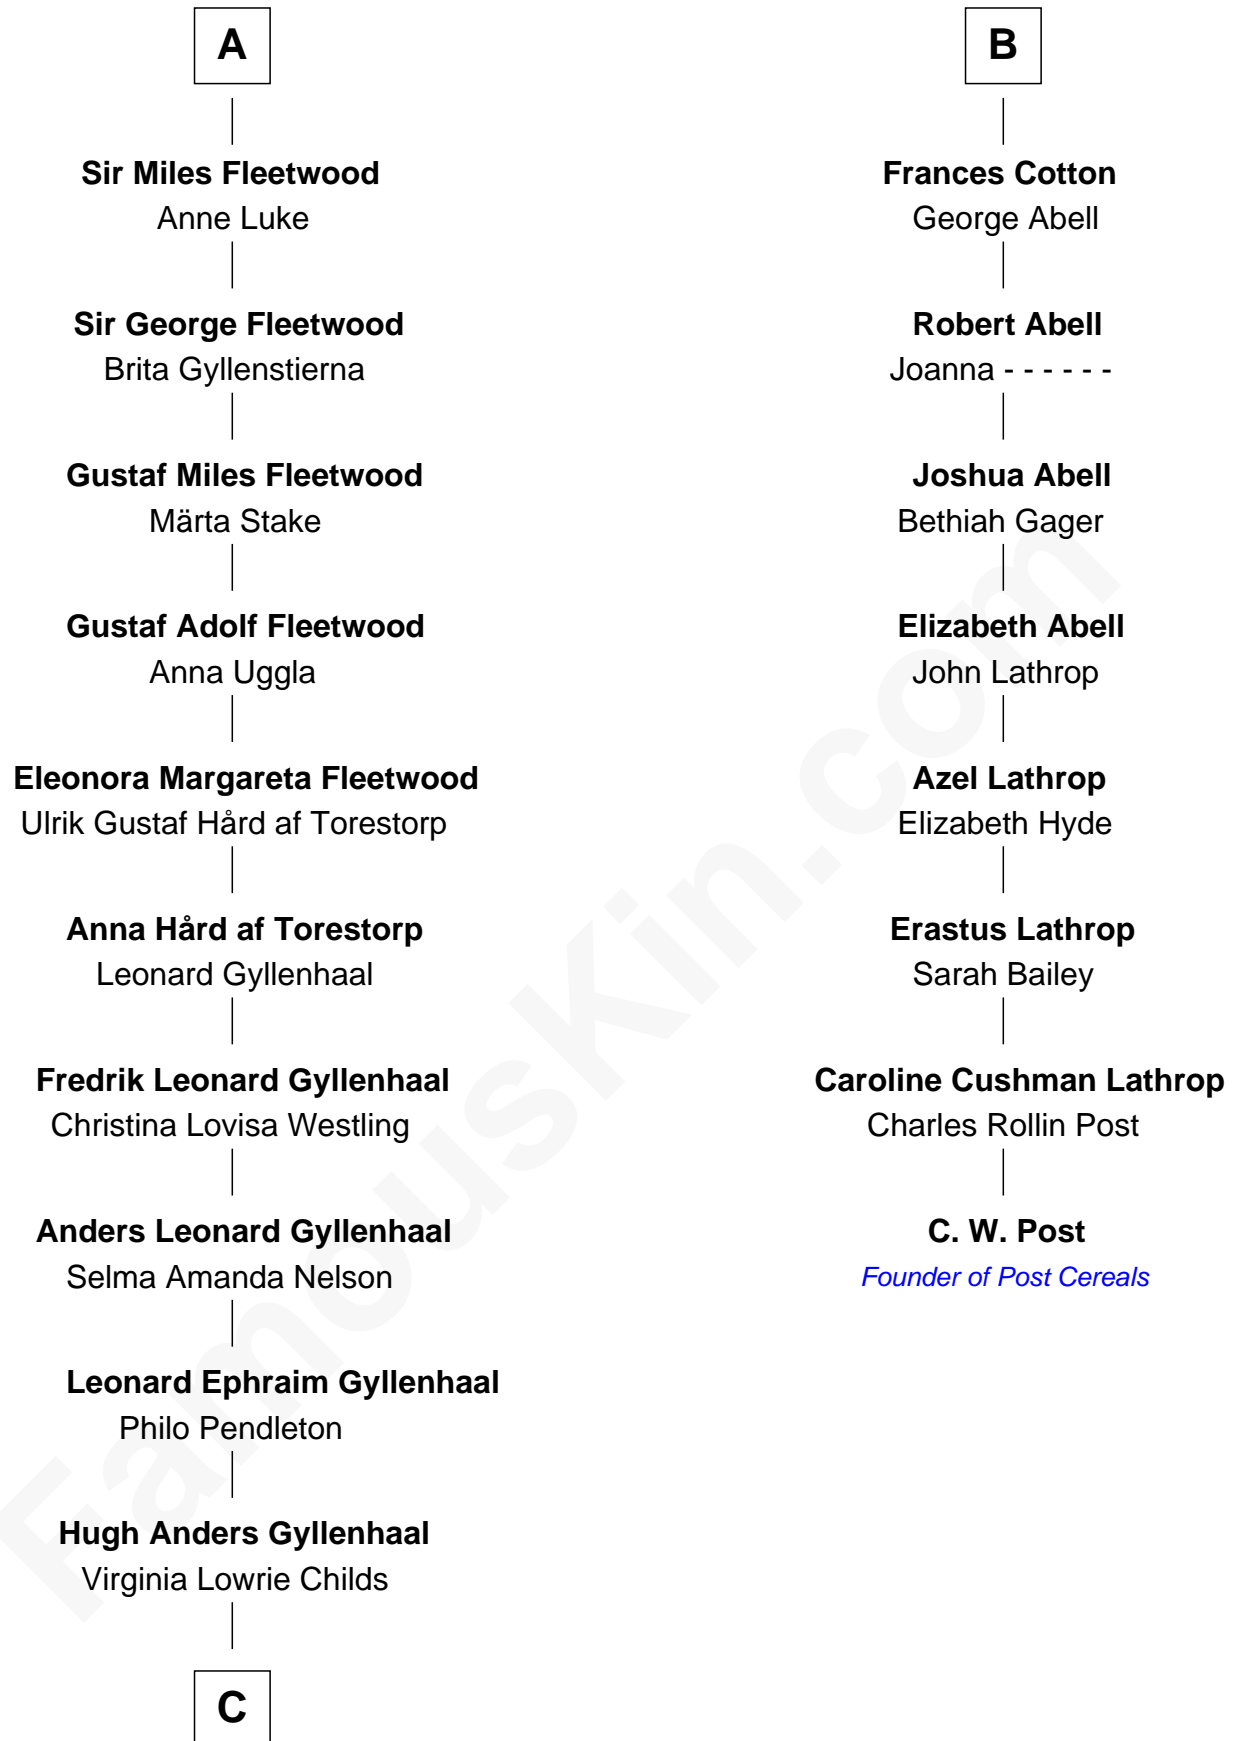 A
Sir Miles Fleetwood
Anne Luke
Sir George Fleetwood
Brita Gyllenstierna
Gustaf Miles Fleetwood
Märta Stake
Gustaf Adolf Fleetwood
Anna Uggla
Eleonora Margareta Fleetwood
Ulrik Gustaf Hård af Torestorp
Anna Hård af Torestorp
Leonard Gyllenhaal
Fredrik Leonard Gyllenhaal
Christina Lovisa Westling
Anders Leonard Gyllenhaal
Selma Amanda Nelson
Leonard Ephraim Gyllenhaal
Philo Pendleton
Hugh Anders Gyllenhaal
Virginia Lowrie Childs
C
B
Frances Cotton
George Abell
Robert Abell
Joanna - - - - - -
Joshua Abell
Bethiah Gager
Elizabeth Abell
John Lathrop
Azel Lathrop
Elizabeth Hyde
Erastus Lathrop
Sarah Bailey
Caroline Cushman Lathrop
Charles Rollin Post
C. W. Post
Founder of Post Cereals
FamousKin.com